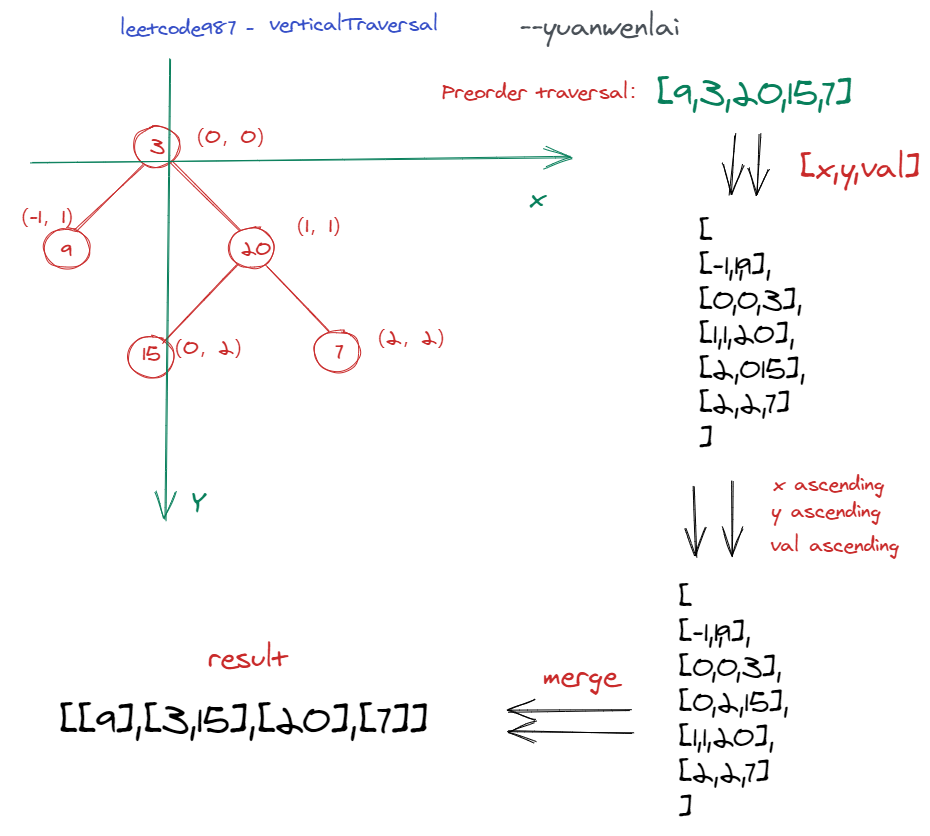 leetcode987 - verticalTraversal
--yuanwenlai
Preorder traversal: [9,3,20,15,7]
3 (0, 0)
X
(-1, 1)
9
(1, 1)
20
15 (0, 2)
7 (2, 2)
Y
[x,y,val]
[
[-1,1,9],
[0,0,3],
[1,1,20],
[2,015],
[2,2,7]
]
x ascending
y ascending
val ascending
[
[-1,1,9],
[0,0,3],
[0,2,15],
[1,1,20],
[2,2,7]
]
merge
result
[[9],[3,15],[20],[7]]